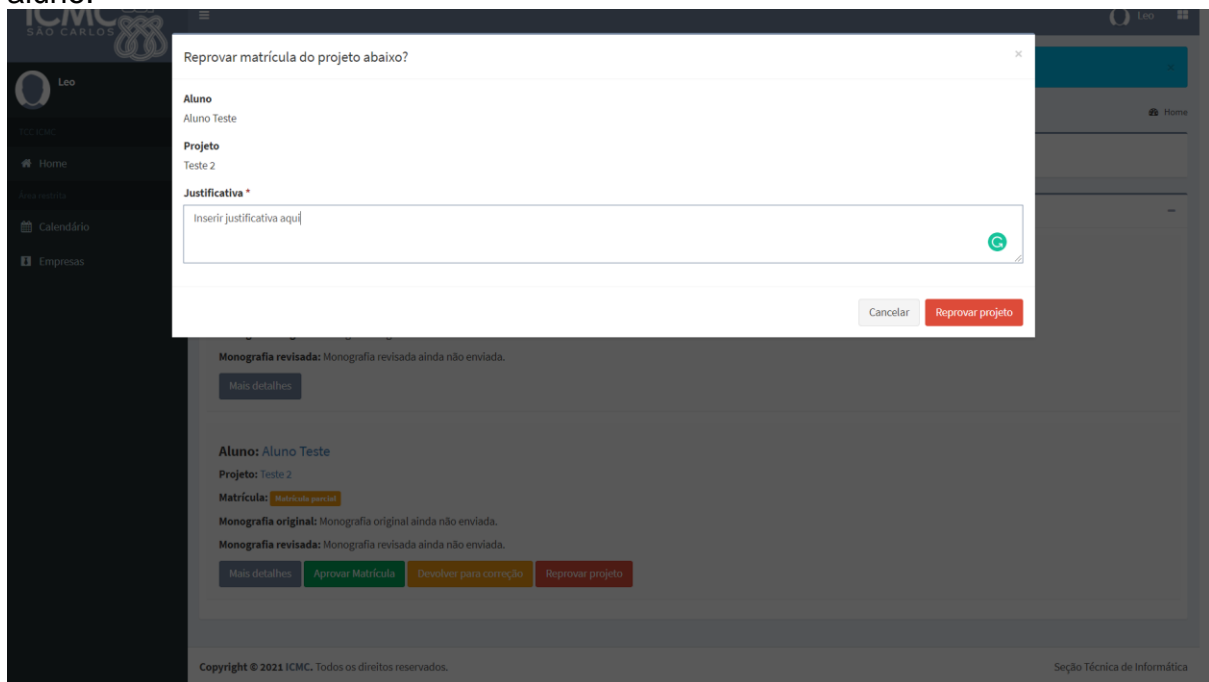 aluno.
ICMC
SÃO CARLOS
Leo
Reprovar matrícula do projeto abaixo?
×
Leo
×
Aluno
Aluno Teste
Home
TCC ICMC
Projeto
Home
Teste 2
Área restrita
Justificativa *
Inserir justificativa aqui
Calendário
Empresas
Cancelar
Reprovar projeto
Monografia revisada: Monografia revisada ainda não enviada.
Mais detalhes
Aluno: Aluno Teste
Projeto: Teste 2
Matrícula: Matrícula parcial
Monografia original: Monografia original ainda não enviada.
Monografia revisada: Monografia revisada ainda não enviada.
Mais detalhes Aprovar Matrícula Devolver para correção Reprovar projeto
Copyright © 2021 ICMC. Todos os direitos reservados.
Seção Técnica de Informática